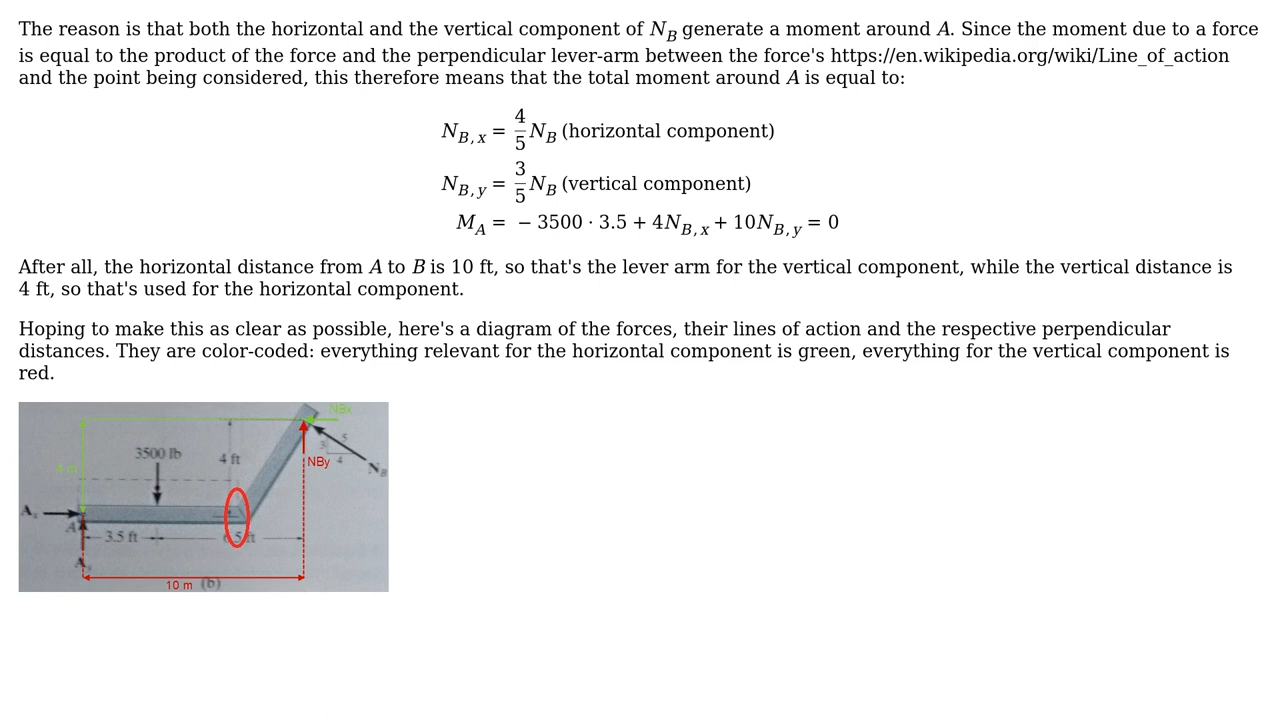 The reason is that both the horizontal and the vertical component of N_B generate a moment around A. Since the moment due to a force
is equal to the product of the force and the perpendicular lever-arm between the force's https://en.wikipedia.org/wiki/Line_of_action
and the point being considered, this therefore means that the total moment around A is equal to:
N_{B,x} = \frac{4}{5} N_B (horizontal component)
N_{B,y} = \frac{3}{5} N_B (vertical component)
M_A = − 3500 · 3.5 + 4N_{B,x} + 10N_{B,y} = 0
After all, the horizontal distance from A to B is 10 ft, so that's the lever arm for the vertical component, while the vertical distance is
4 ft, so that's used for the horizontal component.
Hoping to make this as clear as possible, here's a diagram of the forces, their lines of action and the respective perpendicular
distances. They are color-coded: everything relevant for the horizontal component is green, everything for the vertical component is
red.
NBx
5
3
4
3500 lb
4 ft
NBy
N_B
4 m
A_x
A
3.5 ft
6.5 ft
A_y
10 m
(b)